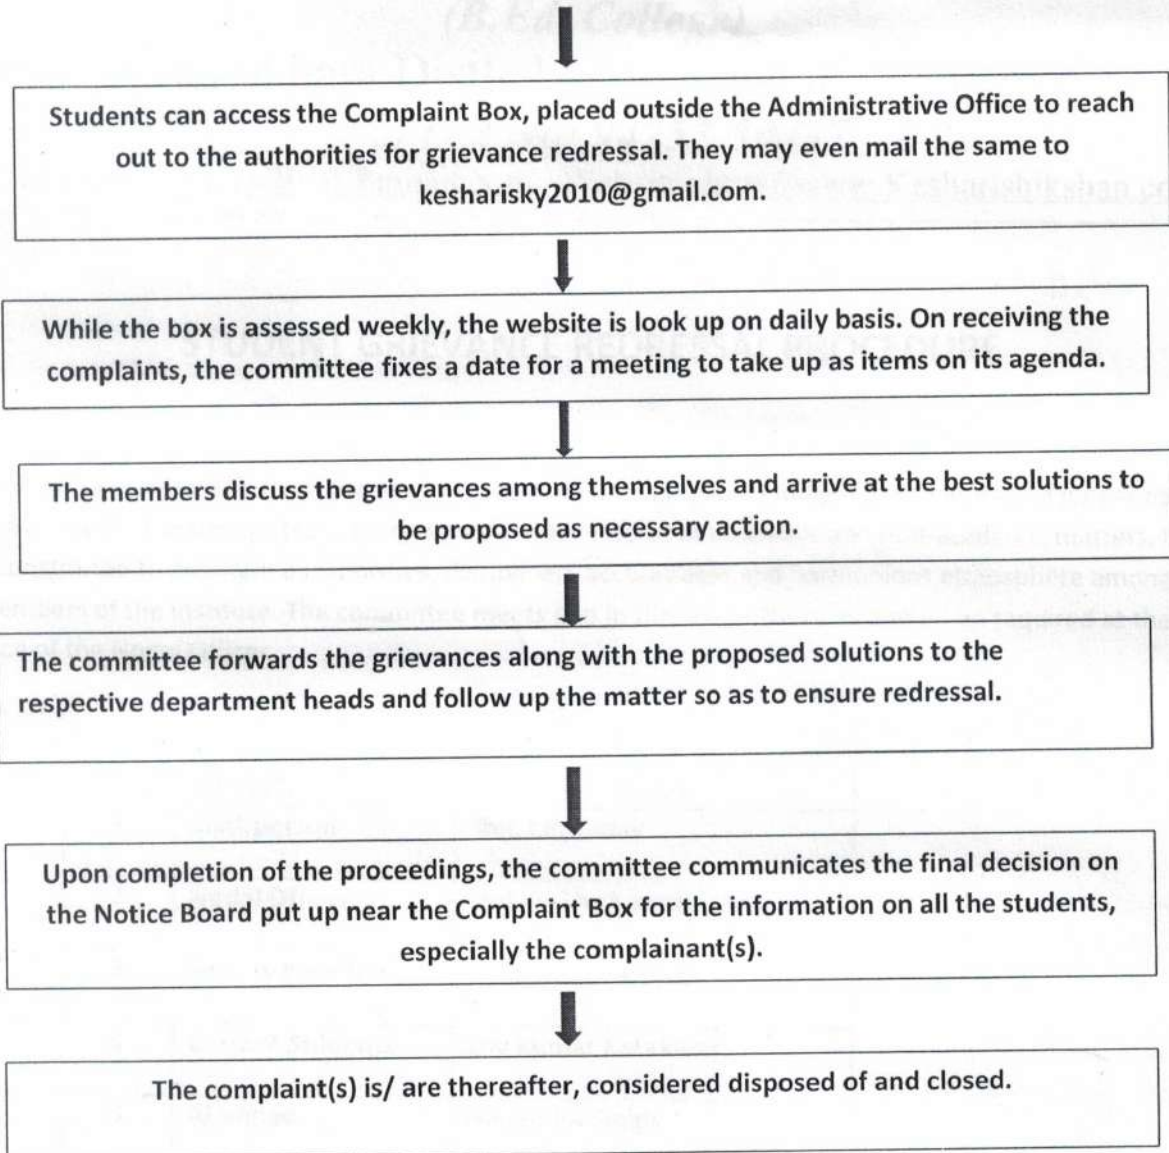 (B.Ed. College)
Students can access the Complaint Box, placed outside the Administrative Office to reach
out to the authorities for grievance redressal. They may even mail the same to
kesharisky2010@gmail.com.
While the box is assessed weekly, the website is look up on daily basis. On receiving the
STUDENT GRIEVANCE REDRESSAL PROCEDURE
complaints, the committee fixes a date for a meeting to take up as items on its agenda.
The members discuss the grievances among themselves and arrive at the best solutions to
be proposed as necessary action.
The committee forwards the grievances along with the proposed solutions to the
respective department heads and follow up the matter so as to ensure redressal.
Upon completion of the proceedings, the committee communicates the final decision on
the Notice Board put up near the Complaint Box for the information on all the students,
especially the complainant(s).
The complaint(s) is/ are thereafter, considered disposed of and closed.